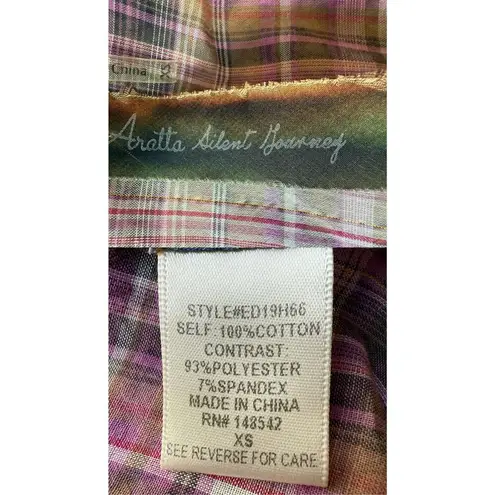 China XS
Aratta Silent Journey
STYLE#ED19H66
SELF: 100%COTTON
CONTRAST:
93%POLYESTER
7%SPANDEX
MADE IN CHINA
RN# 148542
XS
SEE REVERSE FOR CARE